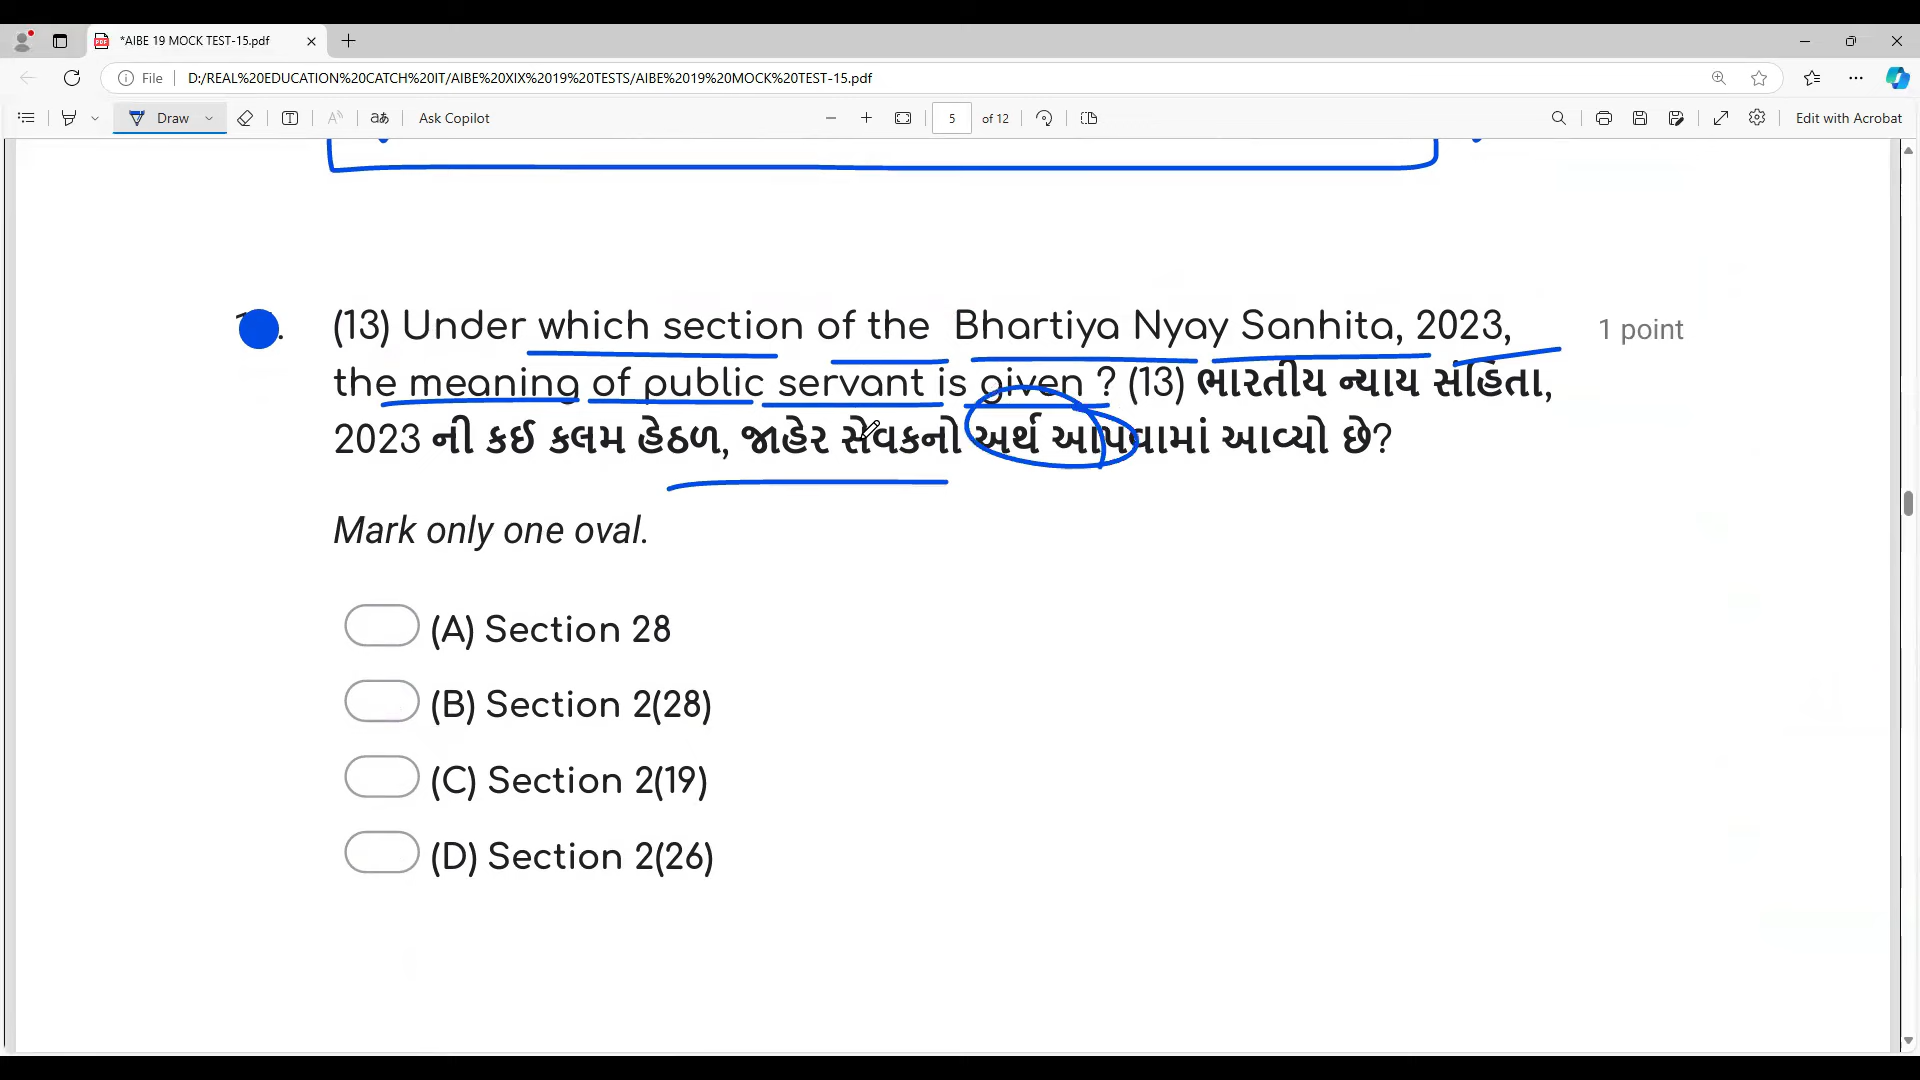 *AIBE 19 MOCK TEST-15.pdf
File D:/REAL%20EDUCATION%20CATCH%20IT/AIBE%20XIX%2019%20TESTS/AIBE%2019%20MOCK%20TEST-15.pdf
Draw Ask Copilot 5 of 12 Edit with Acrobat
(13) Under which section of the Bhartiya Nyay Sanhita, 2023, 1 point
the meaning of public servant is given ? (13) ભારતીય ન્યાય સંહિતા,
2023 ની કઈ કલમ હેઠળ, જાહેર સેવકનો અર્થ આપવામાં આવ્યો છે?
Mark only one oval.
(A) Section 28
(B) Section 2(28)
(C) Section 2(19)
(D) Section 2(26)